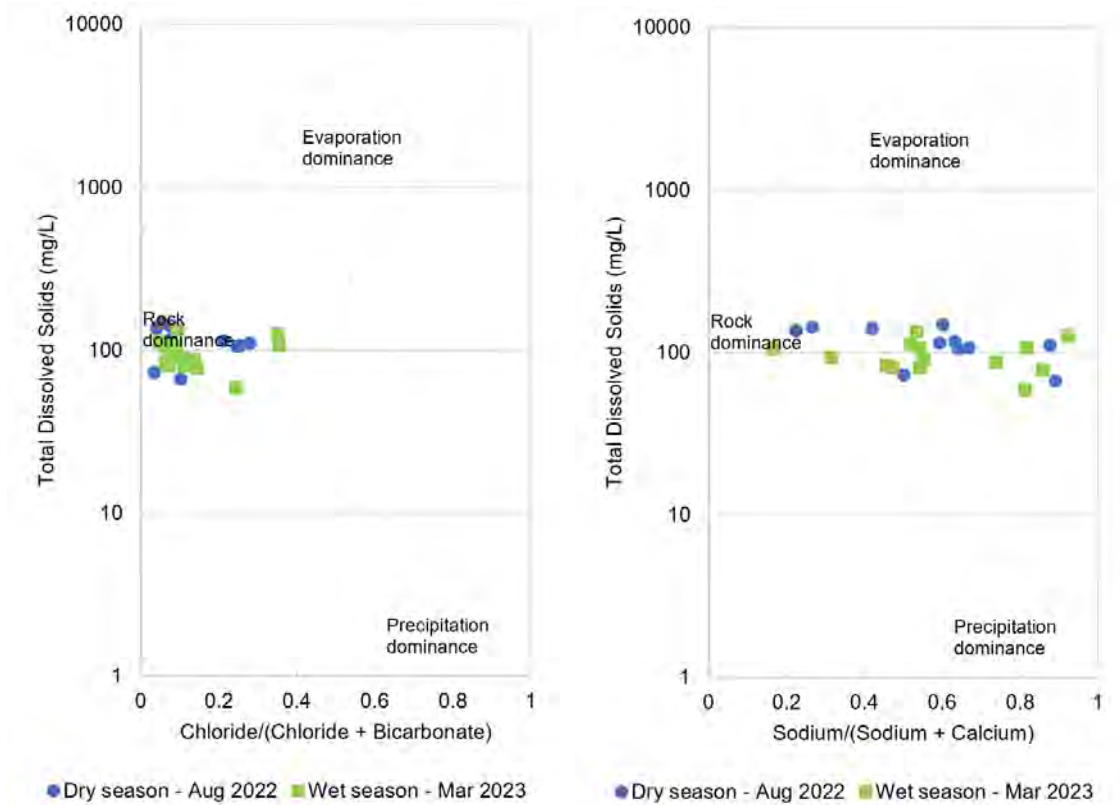 10000
1000
100
10
1
Total Dissolved Solids (mg/L)
Evaporation
dominance
Rock
dominance
Precipitation
dominance
0 0.2 0.4 0.6 0.8 1
Chloride/(Chloride + Bicarbonate)
Dry season - Aug 2022 Wet season - Mar 2023
10000
1000
100
10
1
Total Dissolved Solids (mg/L)
Evaporation
dominance
Rock
dominance
Precipitation
dominance
0 0.2 0.4 0.6 0.8 1
Sodium/(Sodium + Calcium)
Dry season - Aug 2022 Wet season - Mar 2023